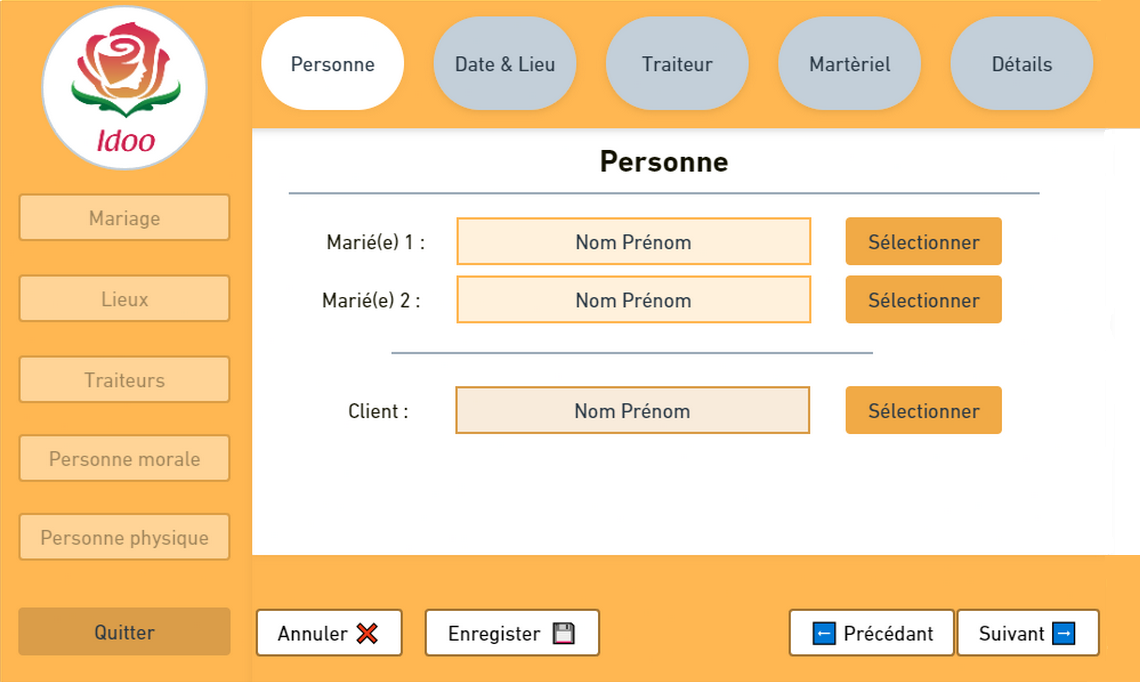 Idoo
Mariage
Lieux
Traiteurs
Personne morale
Personne physique
Quitter
Personne
Date & Lieu
Traiteur
Martèriel
Détails
Personne
Marié(e) 1 :
Nom Prénom
Sélectionner
Marié(e) 2 :
Nom Prénom
Sélectionner
Client :
Nom Prénom
Sélectionner
Annuler
Enregister
Précédant
Suivant